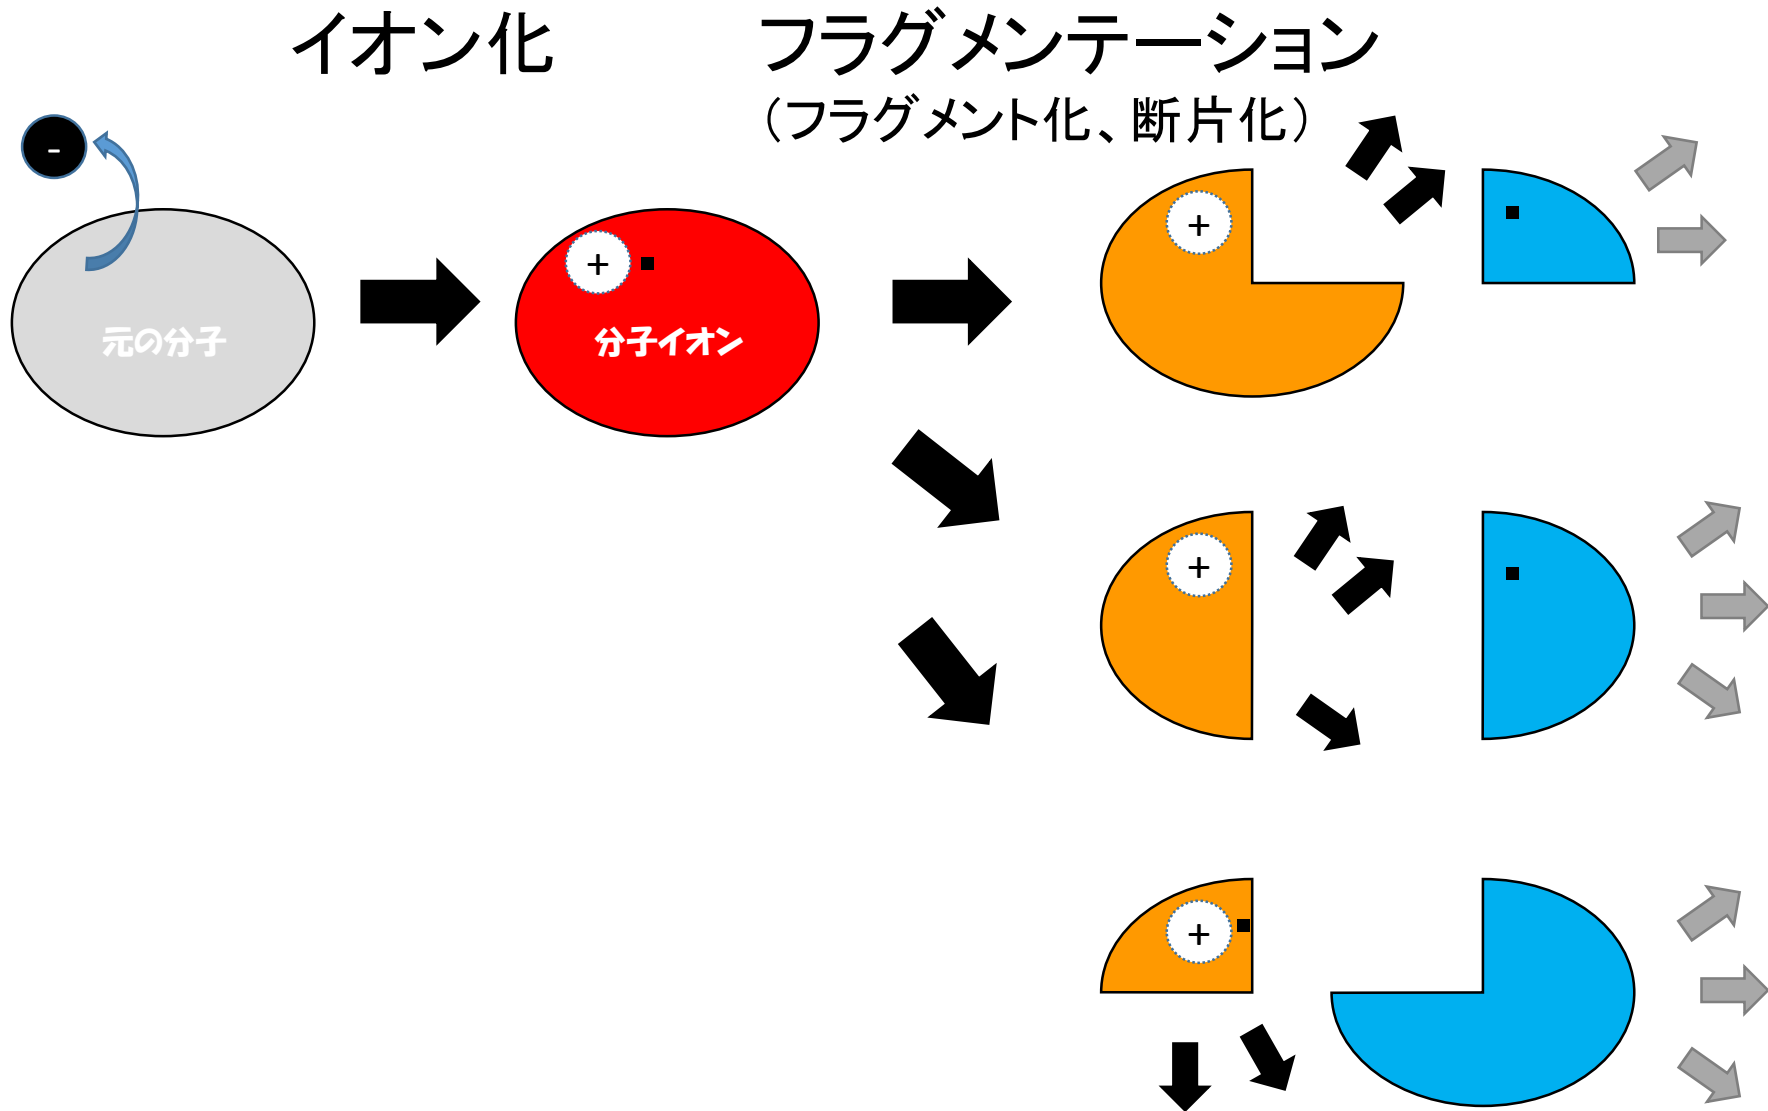 イオン化
フラグメンテーション
（フラグメント化、断片化）
-
元の分子
+
分子イオン
+
+
+